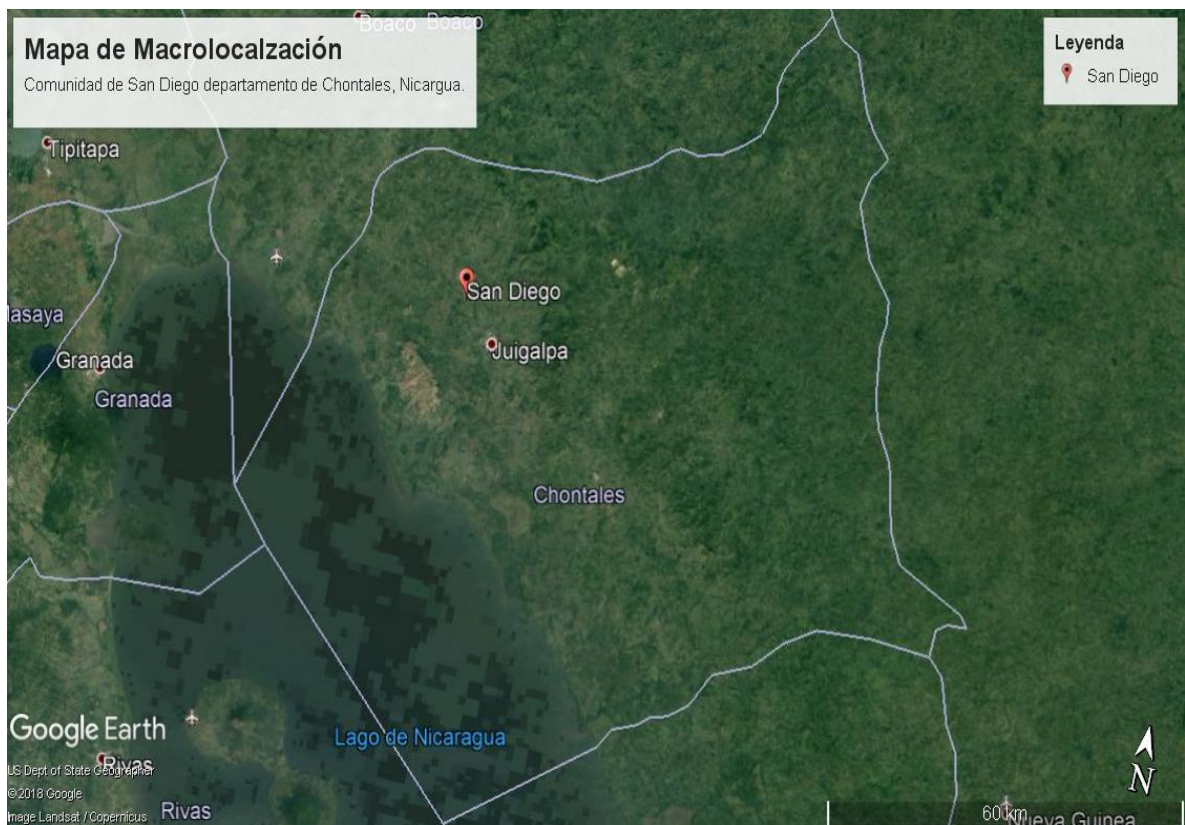 Boaco Boaco
Mapa de Macrolocalzación
Comunidad de San Diego departamento de Chontales, Nicargua.
Leyenda
San Diego
Tipitapa
San Diego
lasaya
Juigalpa
Granada
Granada
Chontales
Google Earth
Lago de Nicaragua
Rivas
US Dept of State Geographer
© 2018 Google
Image Landsat / Copernicus
Rivas
60 km
Nueva Guinea
N